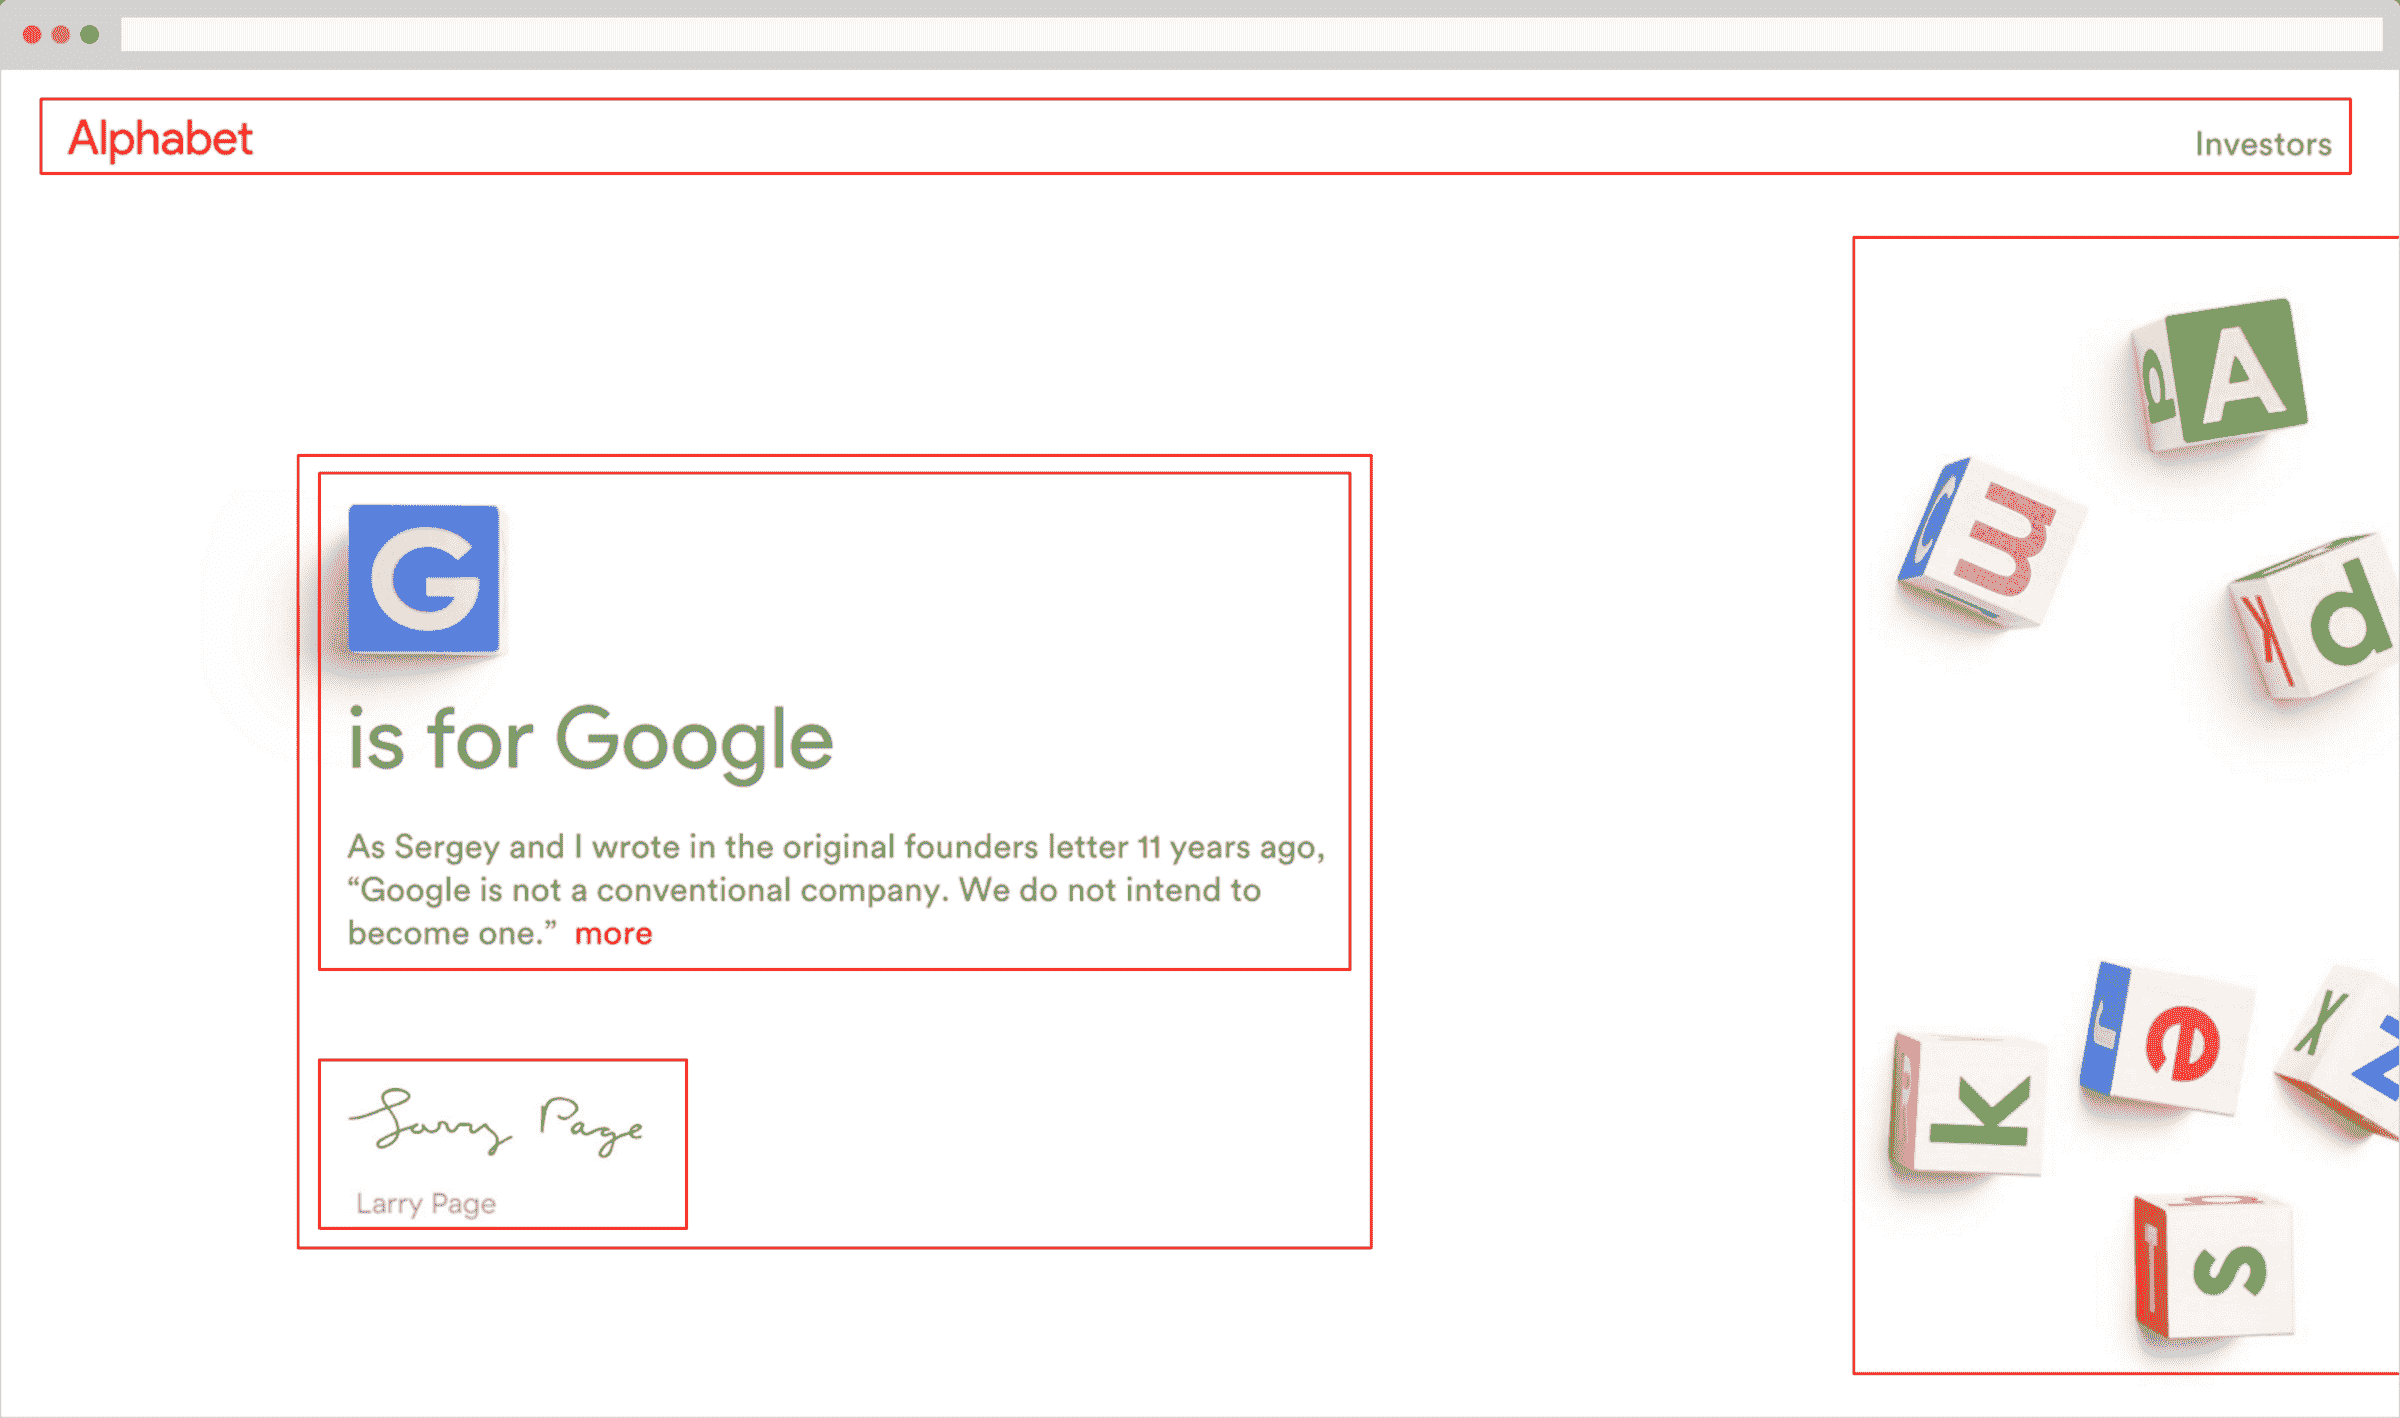 Alphabet
Investors
G
is for Google
As Sergey and I wrote in the original founders letter 11 years ago,
“Google is not a conventional company. We do not intend to
become one.” more
Larry Page
Larry Page
A
a
m
C
d
X
k
e
L
X
Z
s